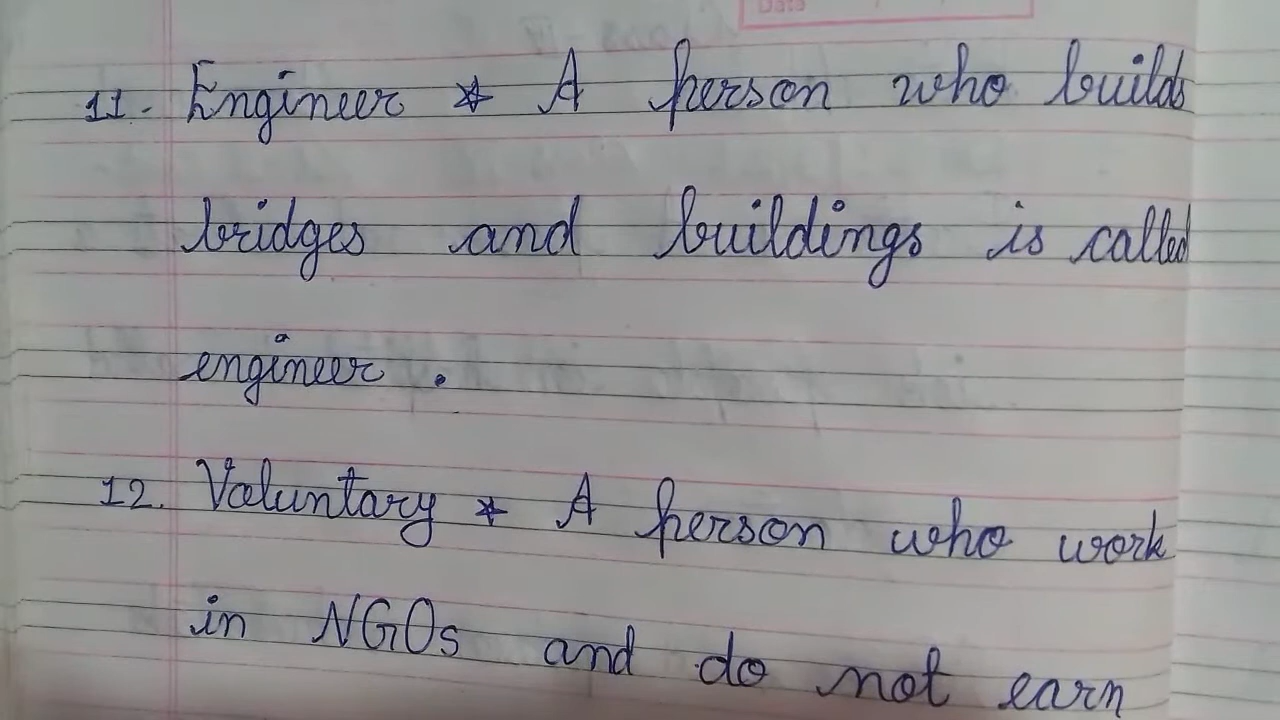 Data
11. Engineer * A person who builds
bridges and buildings is called
engineer .
12. Valuntary * A person who work
in NGOs and do not earn